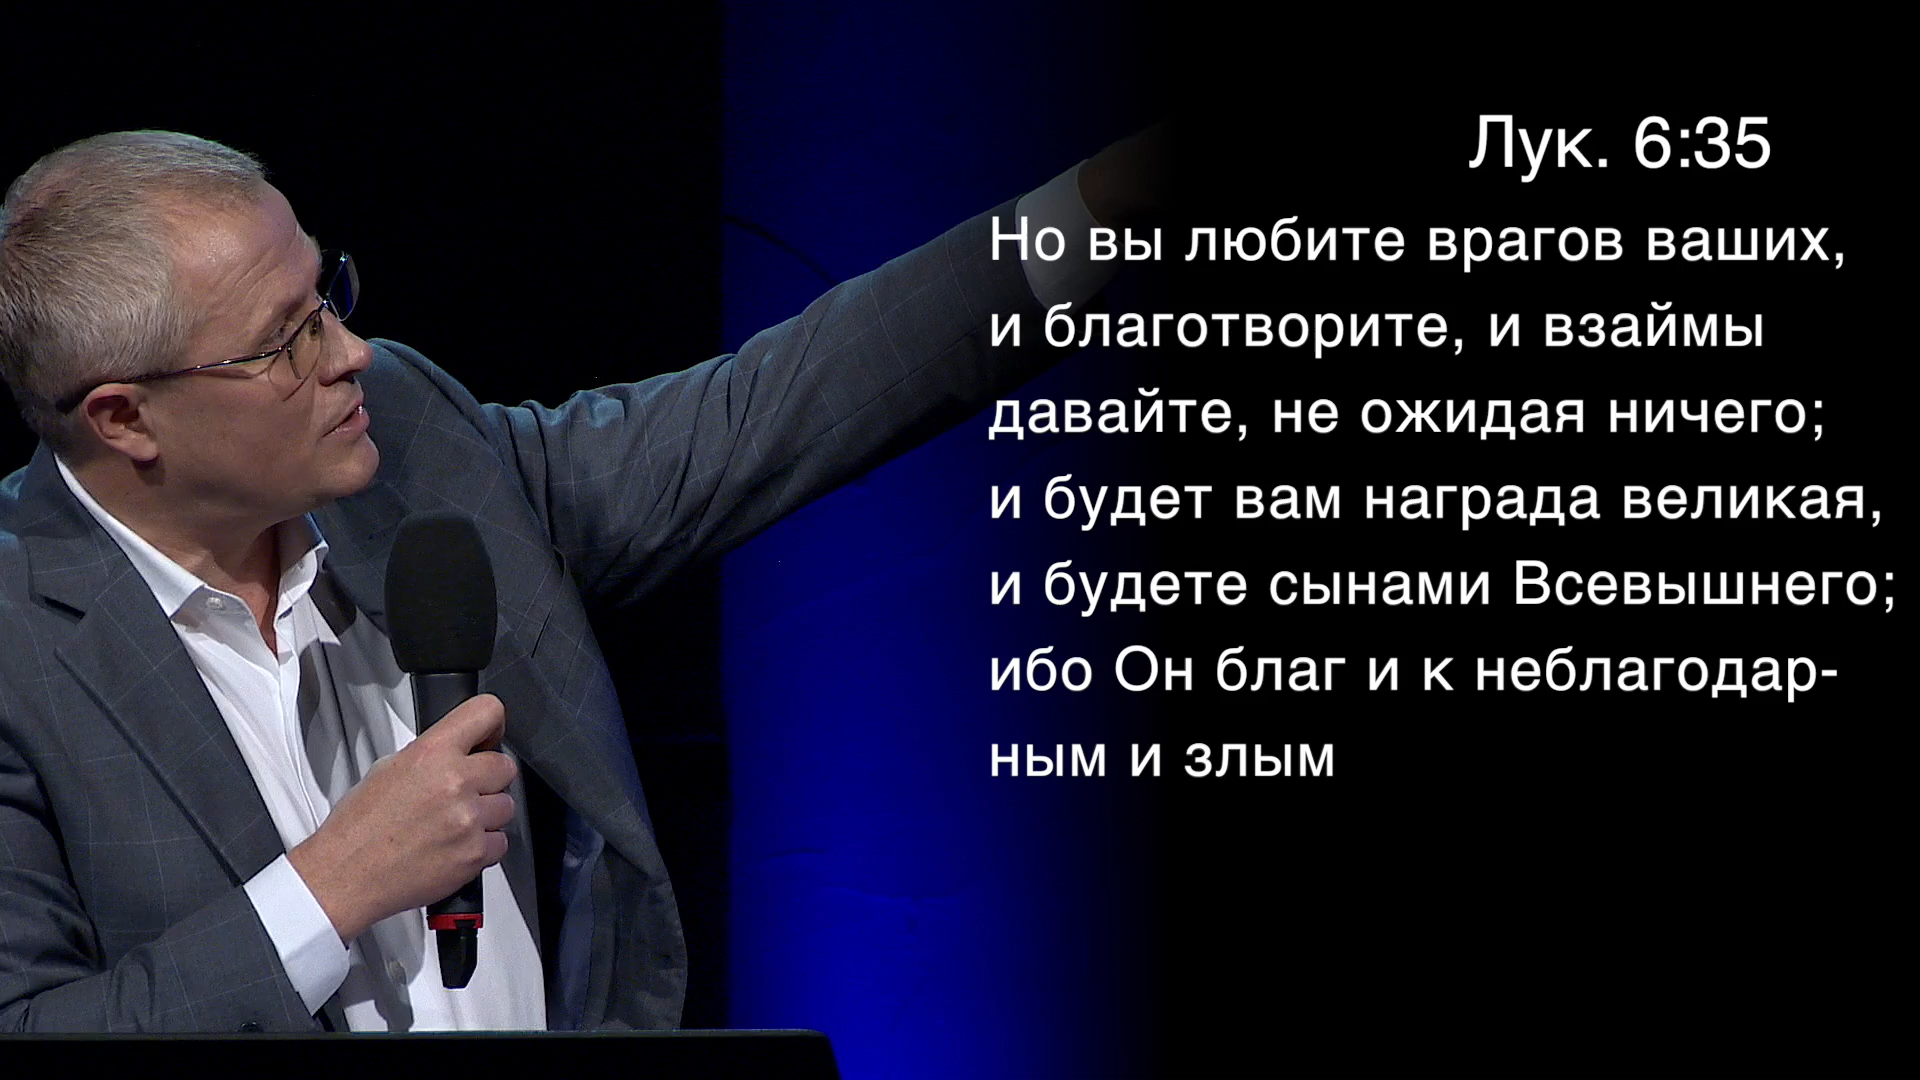 Лук. 6:35
Но вы любите врагов ваших,
и благотворите, и взаймы
давайте, не ожидая ничего;
и будет вам награда великая,
и будете сынами Всевышнего;
ибо Он благ и к неблагодар-
ным и злым